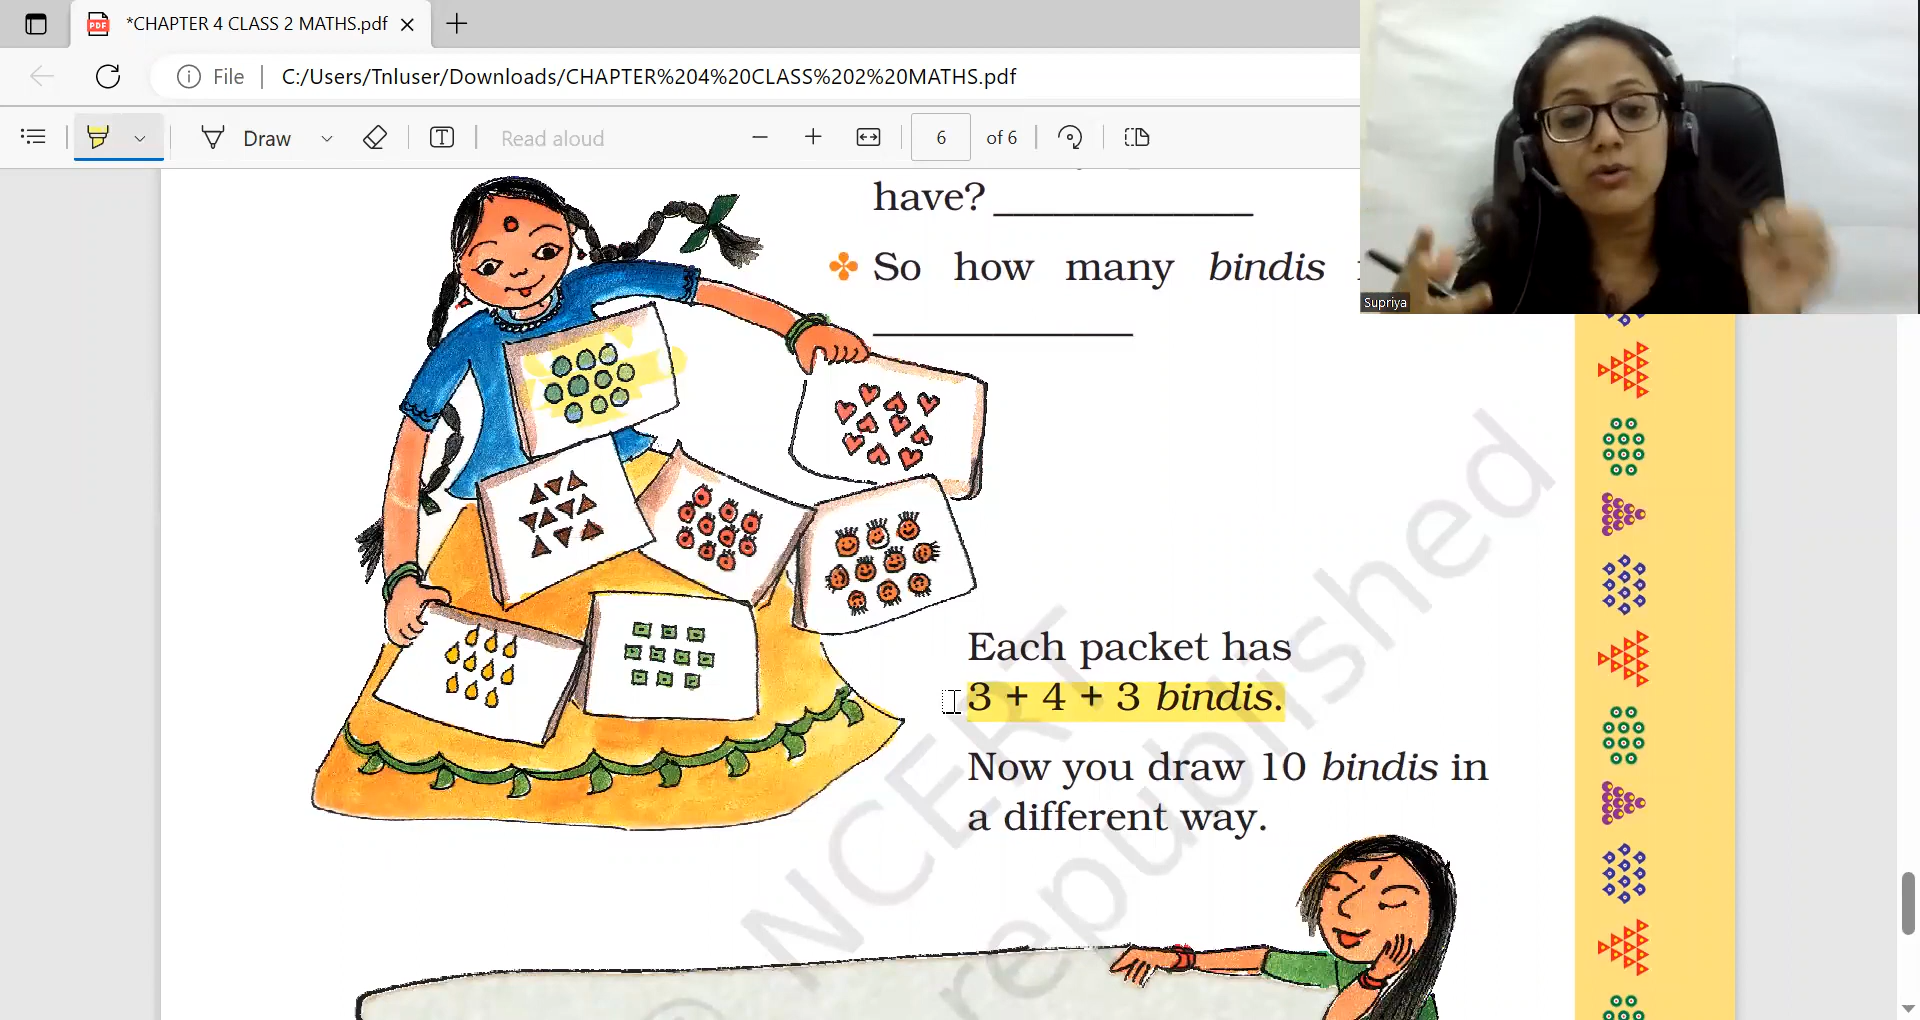 *CHAPTER 4 CLASS 2 MATHS.pdf
File C:/Users/Tnluser/Downloads/CHAPTER%204%20CLASS%202%20MATHS.pdf
Draw Read aloud 6 of 6
Supriya
have? _____________
So how many bindis
_____________
Each packet has
3 + 4 + 3 bindis.
Now you draw 10 bindis in
a different way.
© NCERT
republished